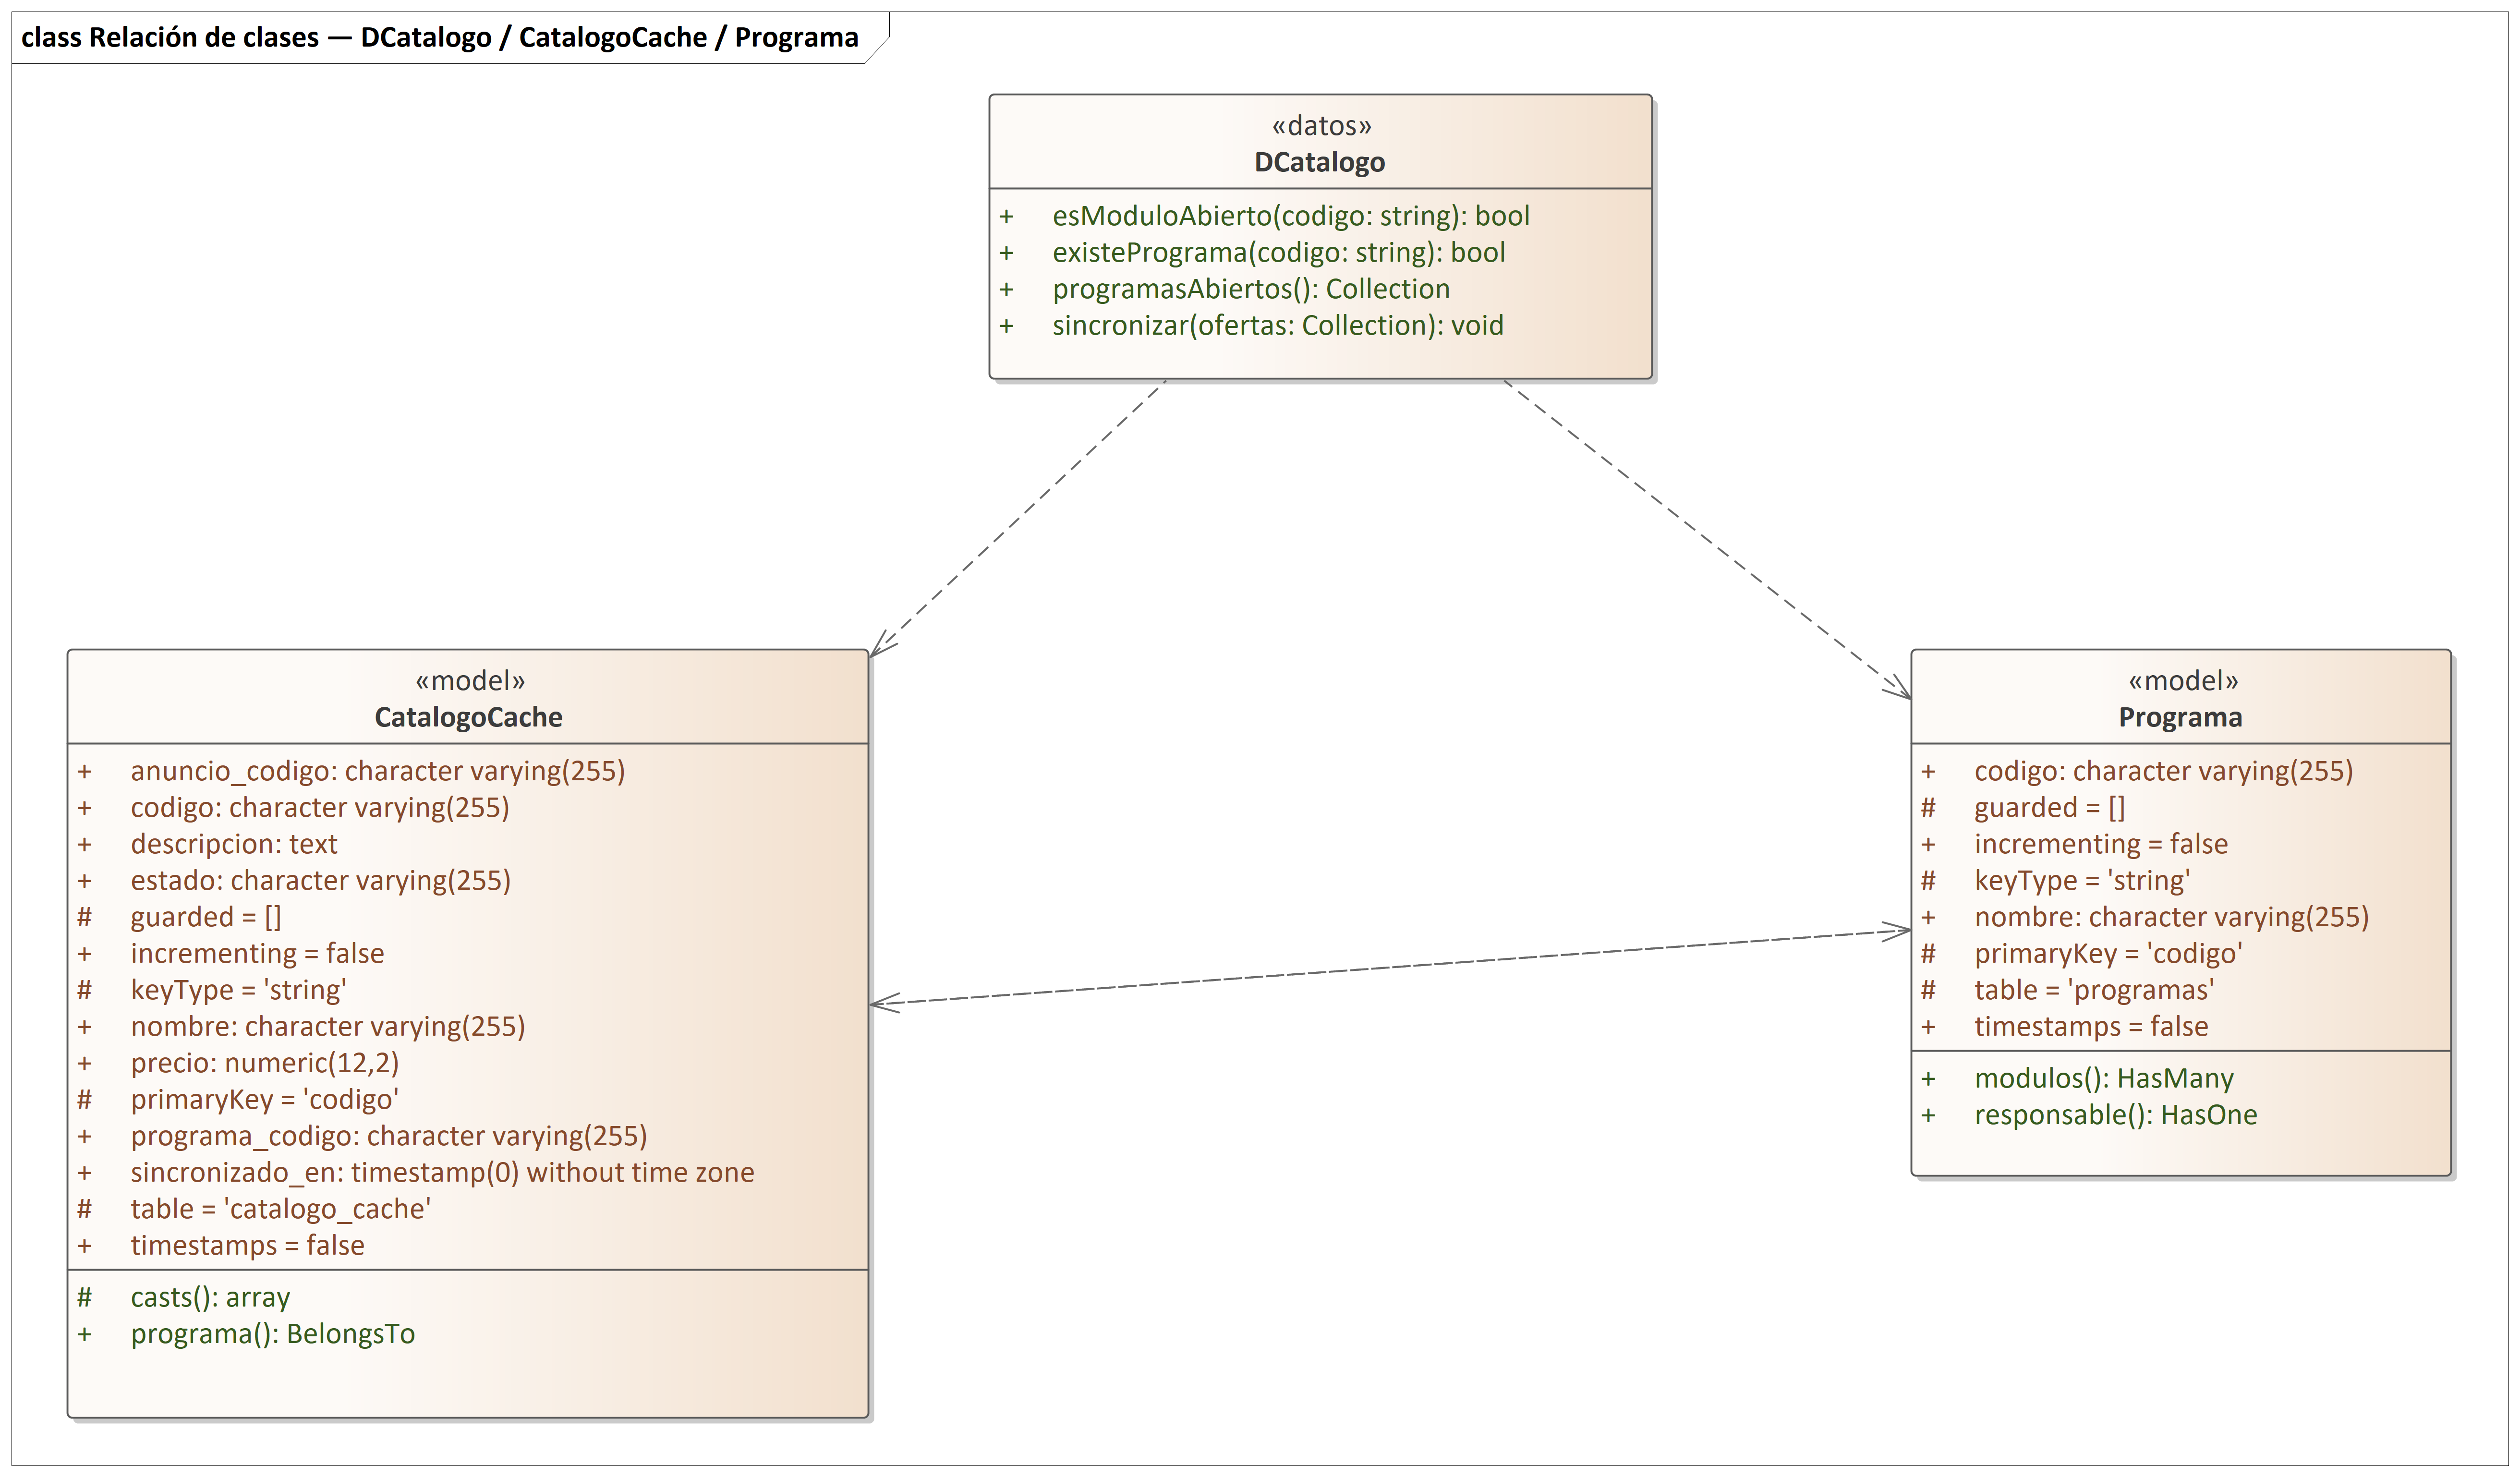 class Relación de clases — DCatalogo / CatalogoCache / Programa
«datos»
DCatalogo
+ esModuloAbierto(codigo: string): bool
+ existePrograma(codigo: string): bool
+ programasAbiertos(): Collection
+ sincronizar(ofertas: Collection): void
«model»
CatalogoCache
+ anuncio_codigo: character varying(255)
+ codigo: character varying(255)
+ descripcion: text
+ estado: character varying(255)
# guarded = []
+ incrementing = false
# keyType = 'string'
+ nombre: character varying(255)
+ precio: numeric(12,2)
# primaryKey = 'codigo'
+ programa_codigo: character varying(255)
+ sincronizado_en: timestamp(0) without time zone
# table = 'catalogo_cache'
+ timestamps = false
# casts(): array
+ programa(): BelongsTo
«model»
Programa
+ codigo: character varying(255)
# guarded = []
+ incrementing = false
# keyType = 'string'
+ nombre: character varying(255)
# primaryKey = 'codigo'
# table = 'programas'
+ timestamps = false
+ modulos(): HasMany
+ responsable(): HasOne